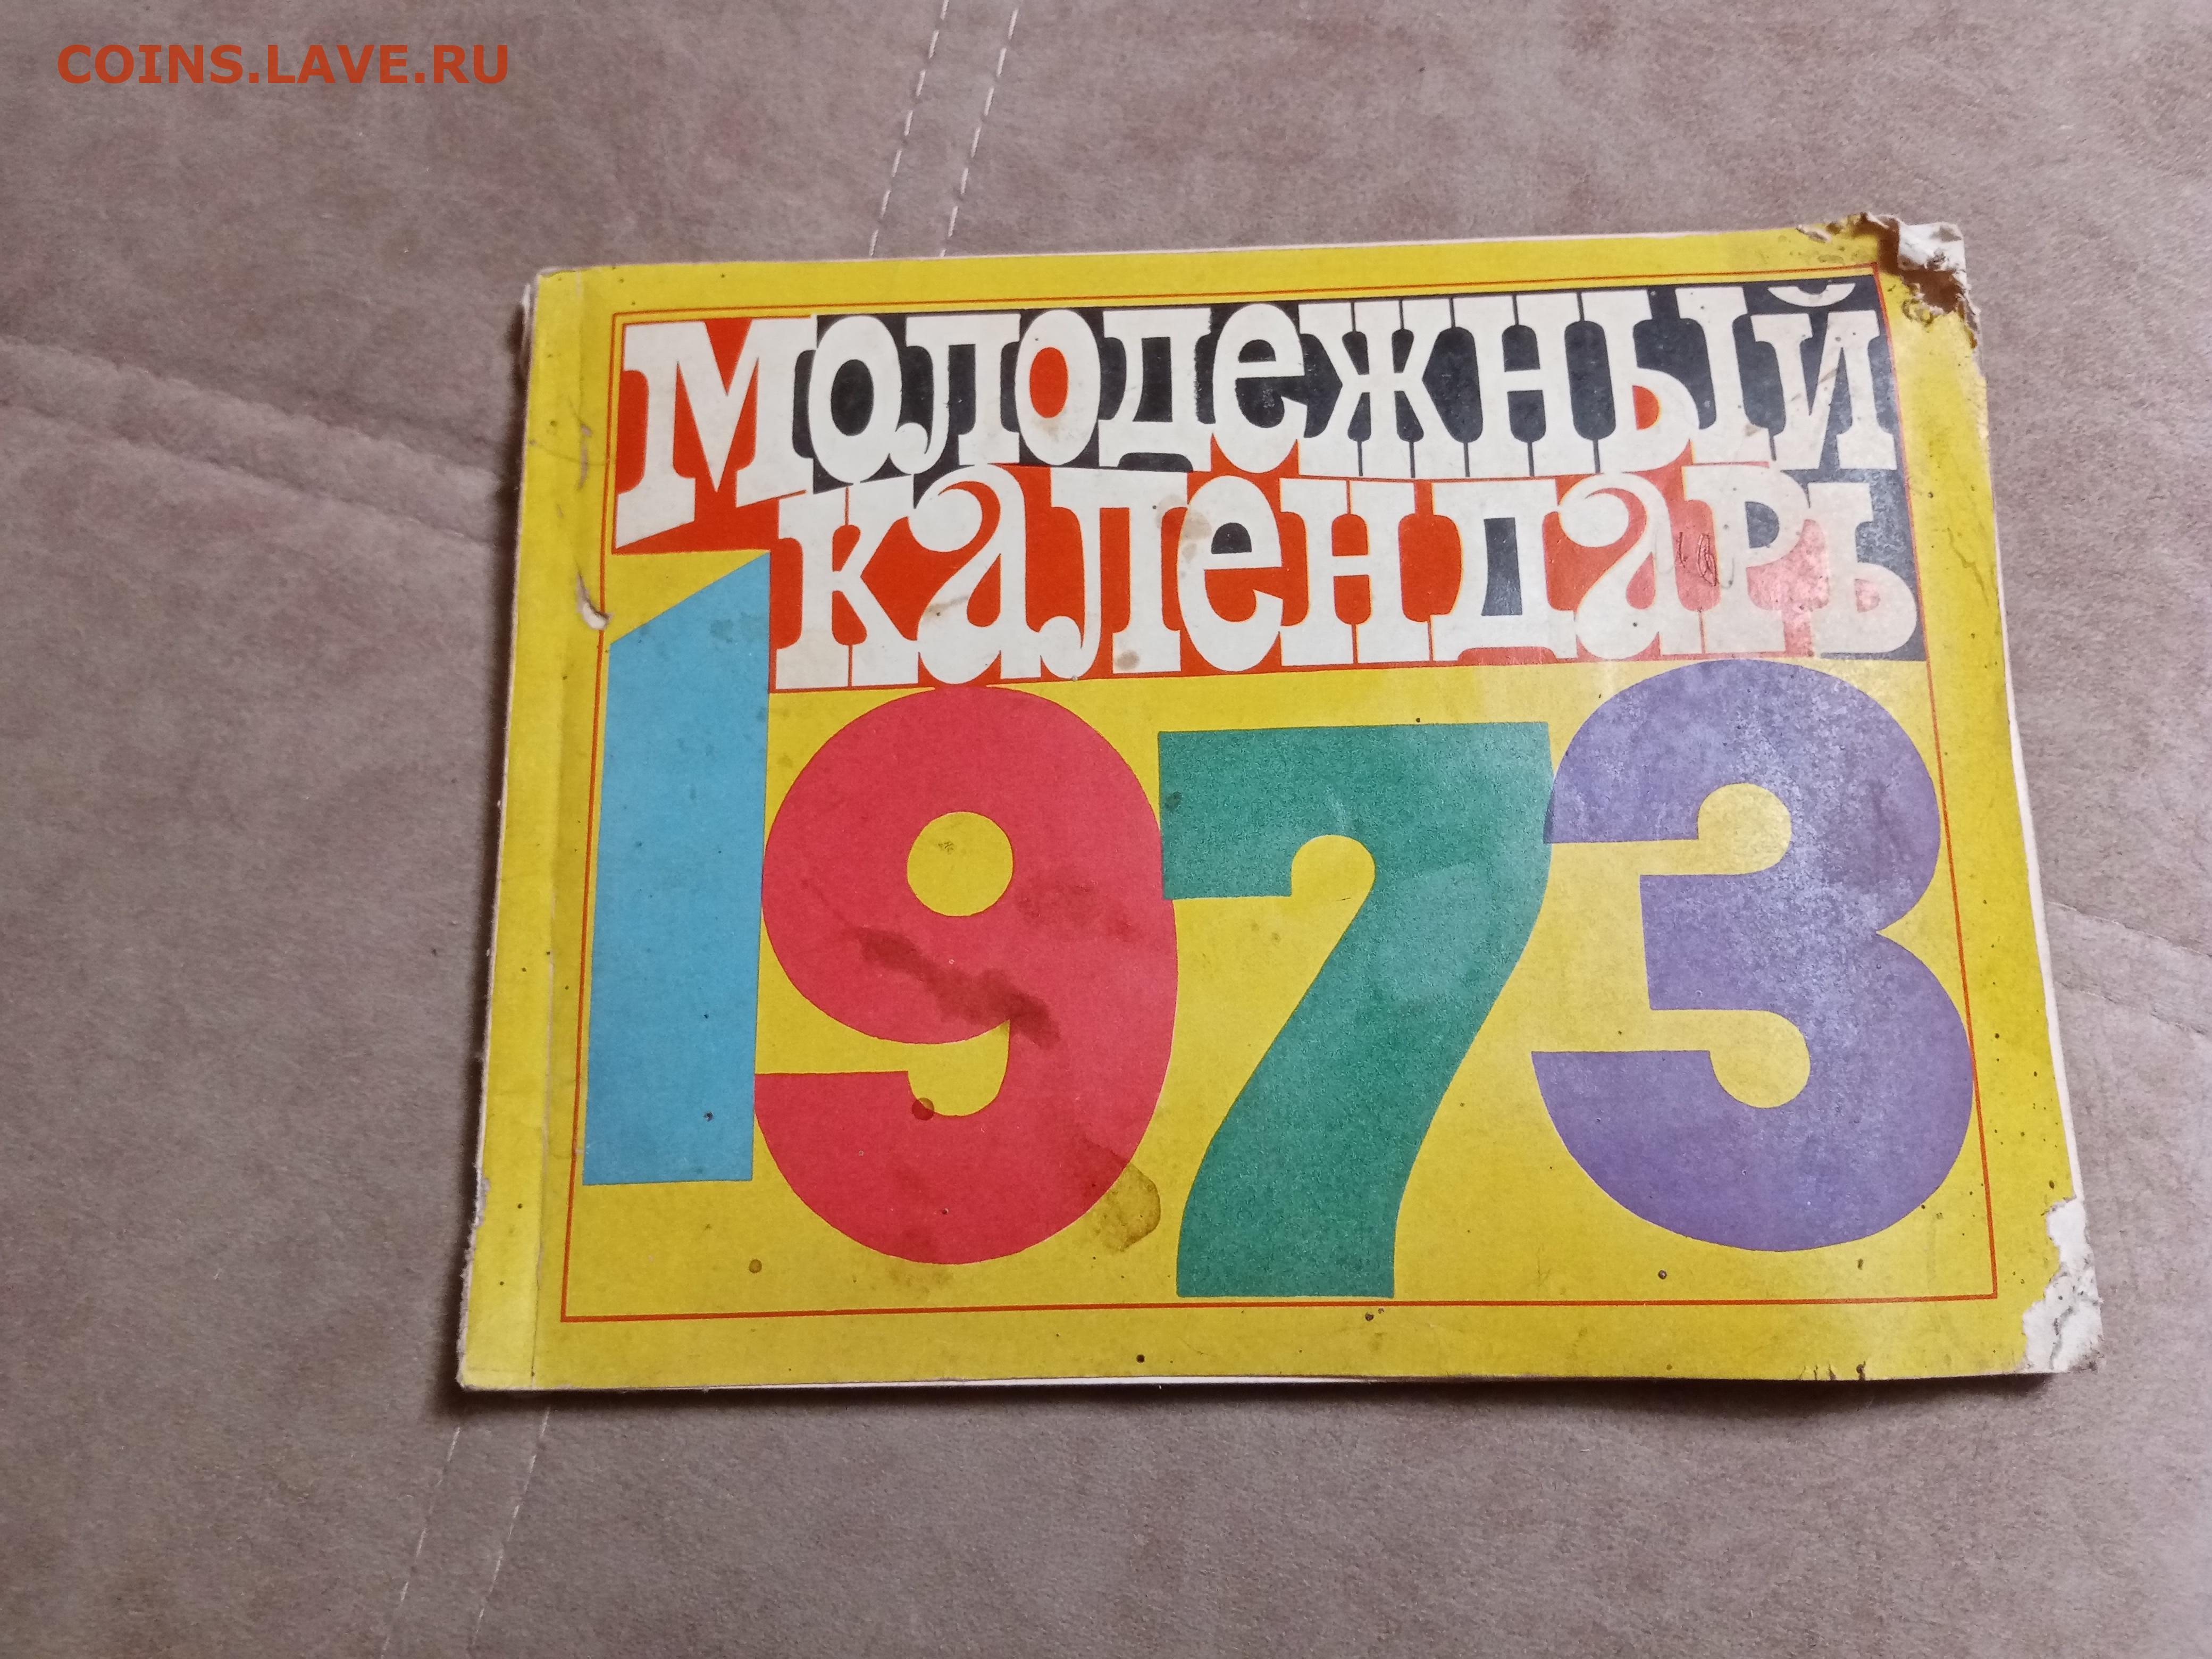 COINS.LAVE.RU
Молодежный
календарь
1973